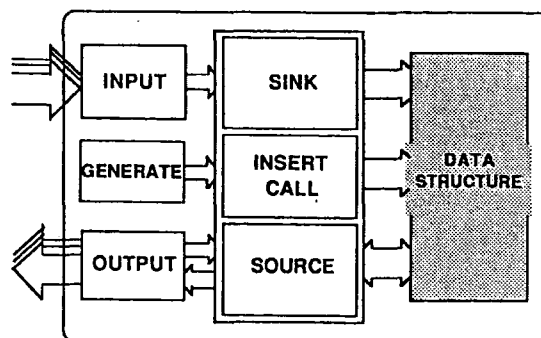 INPUT
SINK
GENERATE
INSERT
CALL
DATA
STRUCTURE
OUTPUT
SOURCE